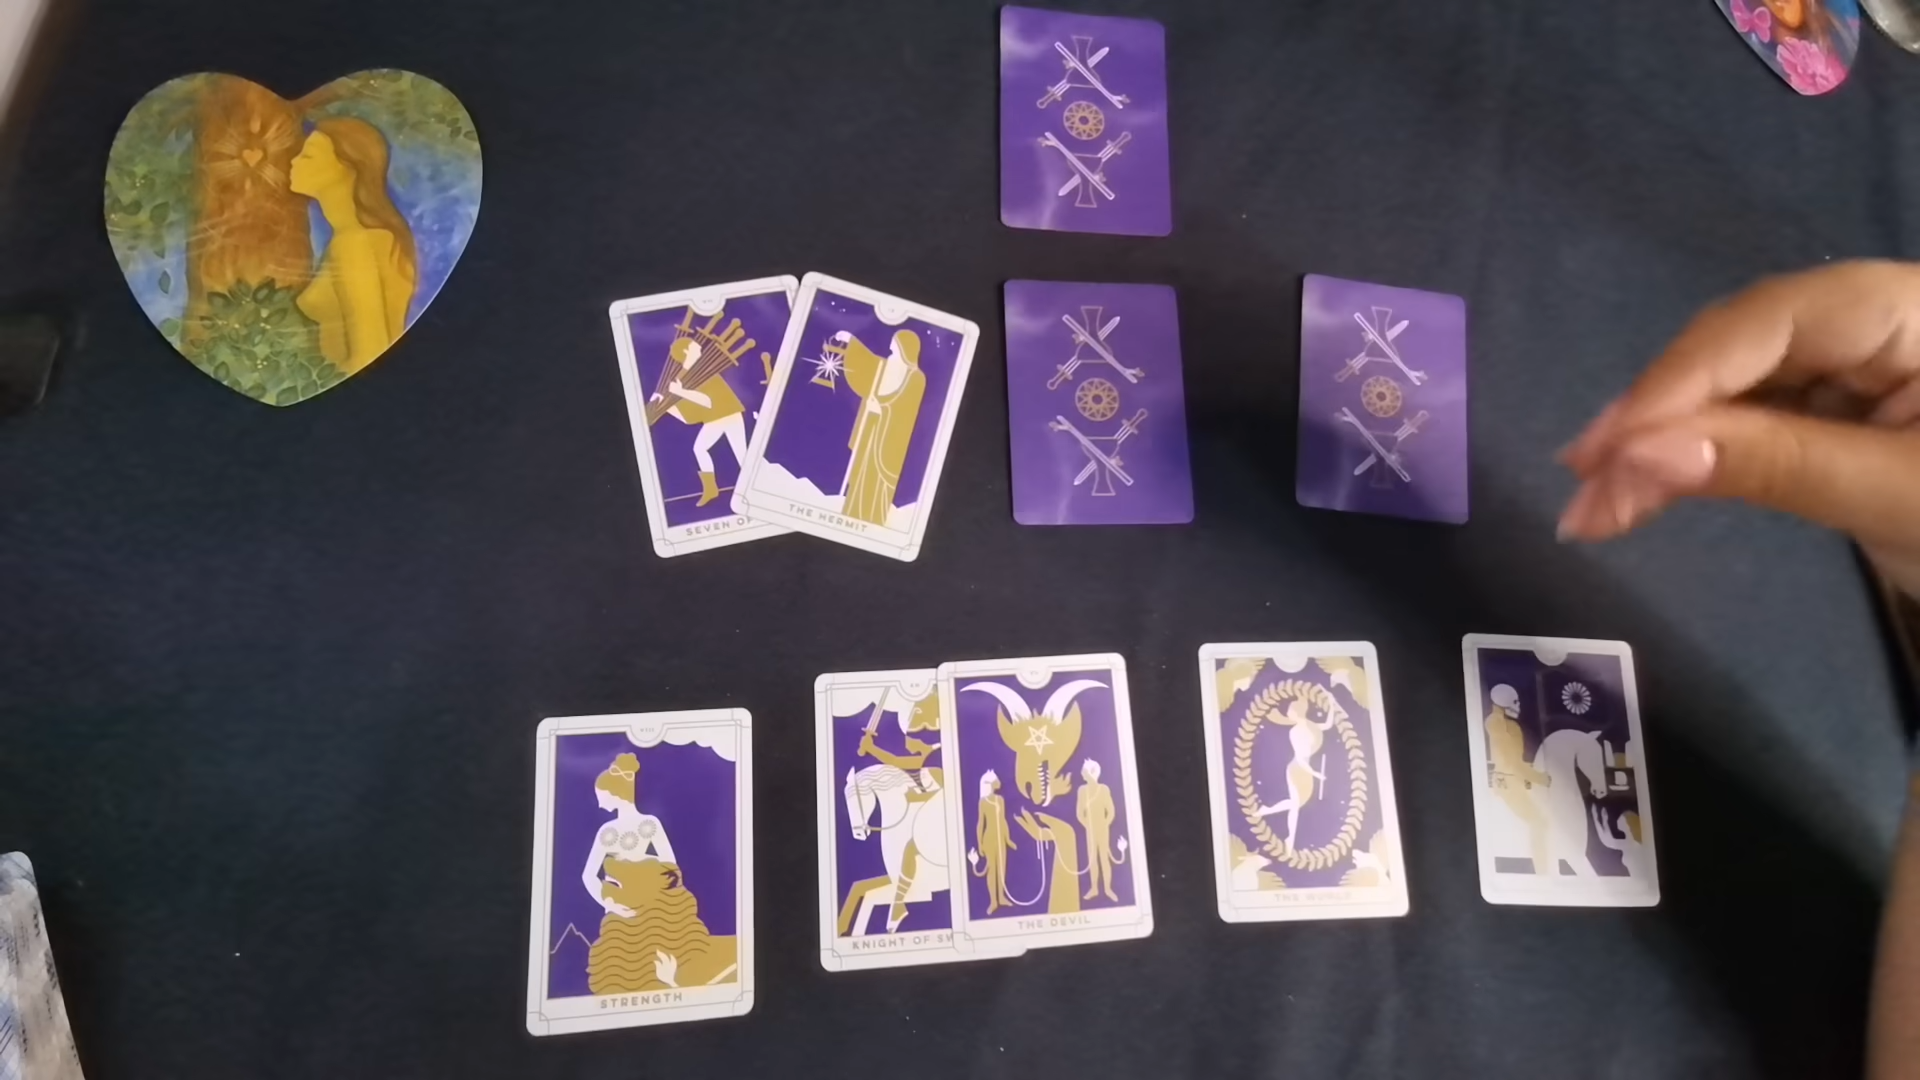 SEVEN OF
THE HERMIT
STRENGTH
KNIGHT OF SW
THE DEVIL
THE WORLD